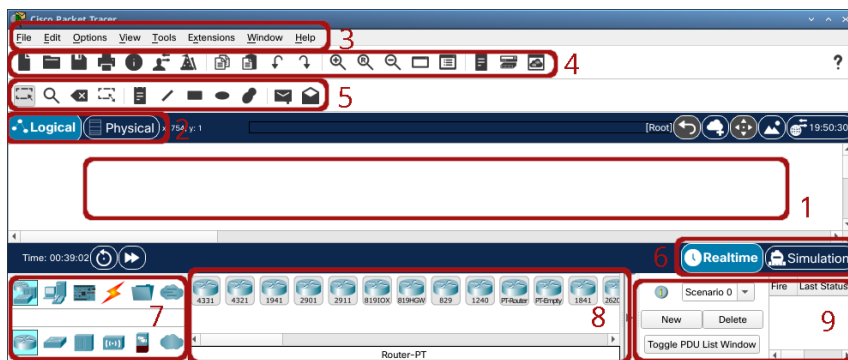 Cisco Packet Tracer
File Edit Options View Tools Extensions Window Help
3
4
?
5
Logical
Physical
2
x: 754, y: 1
[Root]
19:50:30
1
Time: 00:39:02
6
Realtime
Simulation
7
4331 4321 1941 2901 2911 819IOX 819HGW 829 1240 PT-Router PT-Empty 1841 2620
8
Router-PT
Scenario 0
Fire Last Status
New Delete
9
Toggle PDU List Window